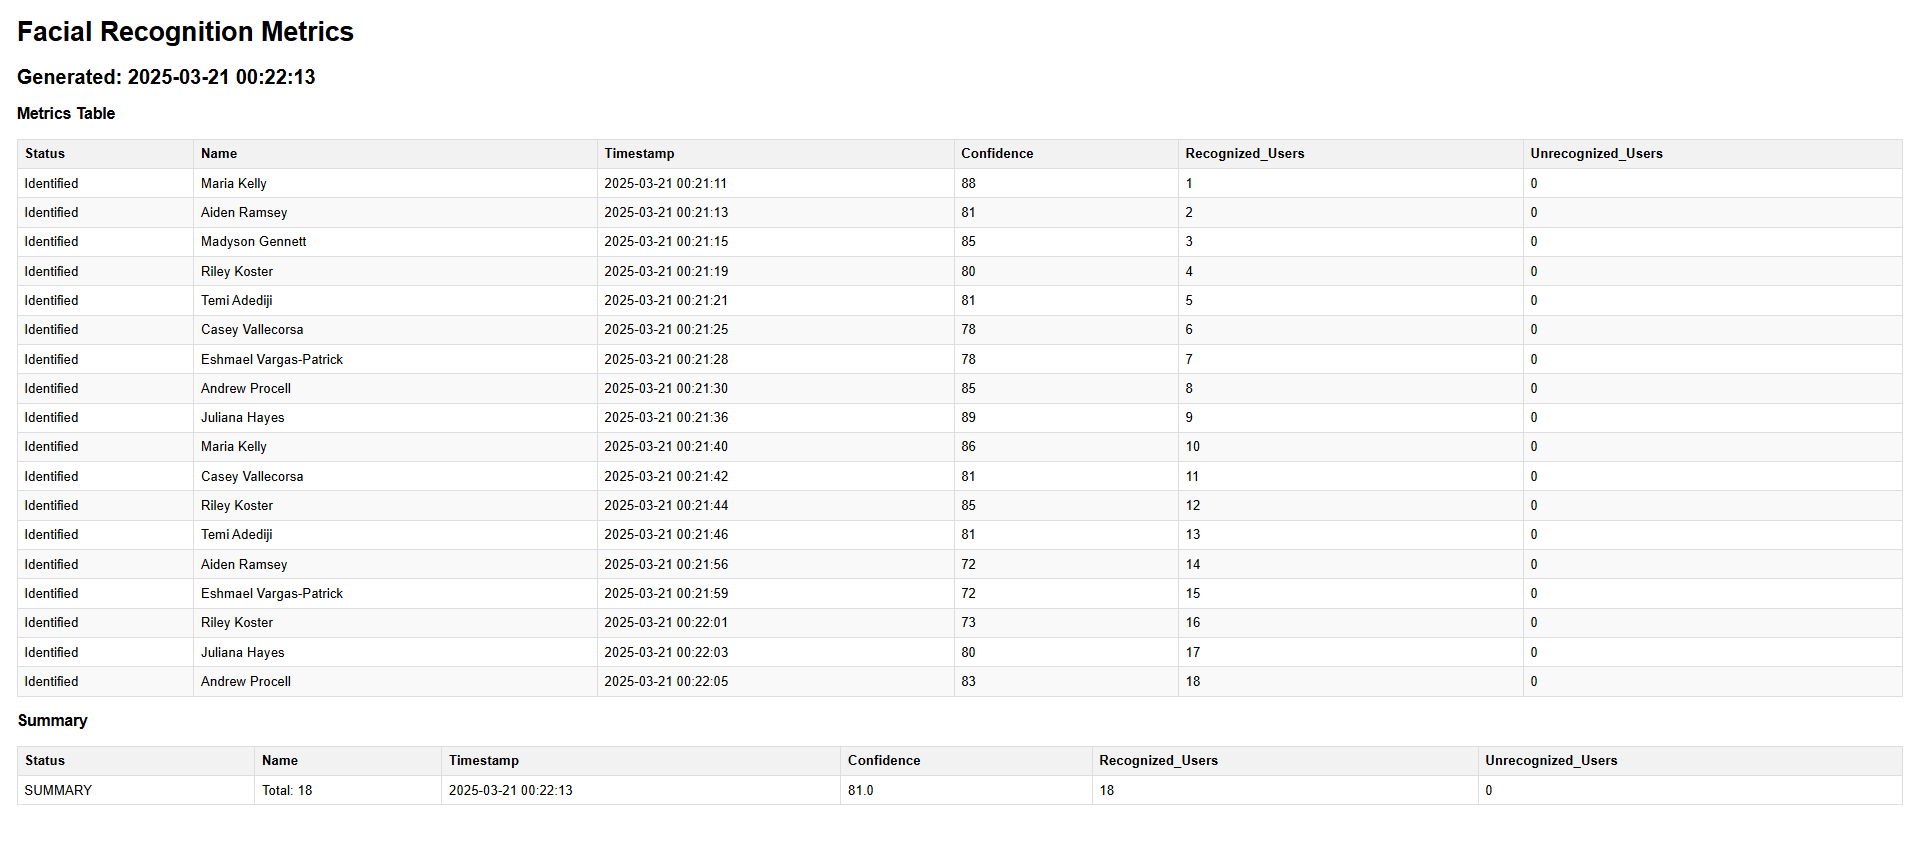 Facial Recognition Metrics
Generated: 2025-03-21 00:22:13
Metrics Table
Status Name Timestamp Confidence Recognized_Users Unrecognized_Users
Identified Maria Kelly 2025-03-21 00:21:11 88 1 0
Identified Aiden Ramsey 2025-03-21 00:21:13 81 2 0
Identified Madyson Gennett 2025-03-21 00:21:15 85 3 0
Identified Riley Koster 2025-03-21 00:21:19 80 4 0
Identified Temi Adediji 2025-03-21 00:21:21 81 5 0
Identified Casey Vallecorsa 2025-03-21 00:21:25 78 6 0
Identified Eshmael Vargas-Patrick 2025-03-21 00:21:28 78 7 0
Identified Andrew Procell 2025-03-21 00:21:30 85 8 0
Identified Juliana Hayes 2025-03-21 00:21:36 89 9 0
Identified Maria Kelly 2025-03-21 00:21:40 86 10 0
Identified Casey Vallecorsa 2025-03-21 00:21:42 81 11 0
Identified Riley Koster 2025-03-21 00:21:44 85 12 0
Identified Temi Adediji 2025-03-21 00:21:46 81 13 0
Identified Aiden Ramsey 2025-03-21 00:21:56 72 14 0
Identified Eshmael Vargas-Patrick 2025-03-21 00:21:59 72 15 0
Identified Riley Koster 2025-03-21 00:22:01 73 16 0
Identified Juliana Hayes 2025-03-21 00:22:03 80 17 0
Identified Andrew Procell 2025-03-21 00:22:05 83 18 0
Summary
Status Name Timestamp Confidence Recognized_Users Unrecognized_Users
SUMMARY Total: 18 2025-03-21 00:22:13 81.0 18 0